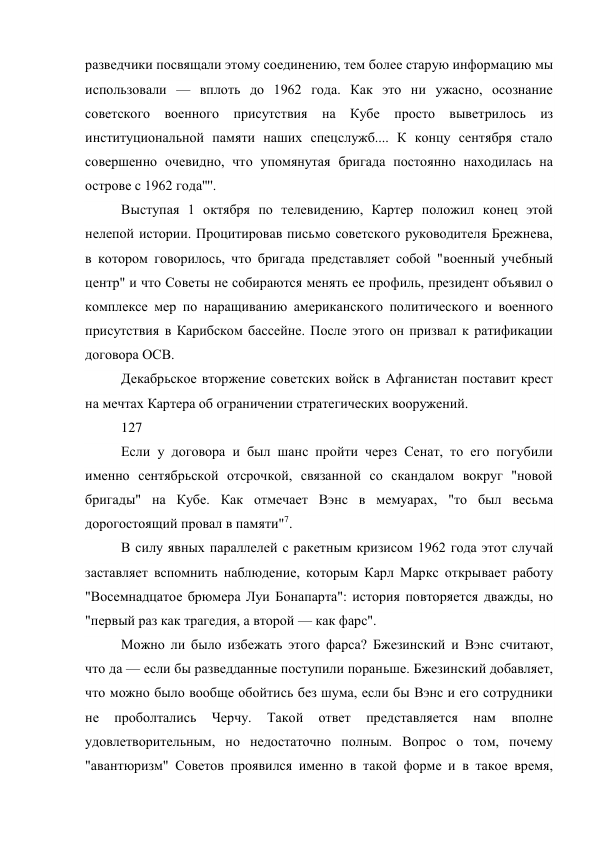 разведчики посвящали этому соединению, тем более старую информацию мы
использовали — вплоть до 1962 года. Как это ни ужасно, осознание
советского военного присутствия на Кубе просто выветрилось из
институциональной памяти наших спецслужб.... К концу сентября стало
совершенно очевидно, что упомянутая бригада постоянно находилась на
острове с 1962 года"".
Выступая 1 октября по телевидению, Картер положил конец этой
нелепой истории. Процитировав письмо советского руководителя Брежнева,
в котором говорилось, что бригада представляет собой "военный учебный
центр" и что Советы не собираются менять ее профиль, президент объявил о
комплексе мер по наращиванию американского политического и военного
присутствия в Карибском бассейне. После этого он призвал к ратификации
договора ОСВ.
Декабрьское вторжение советских войск в Афганистан поставит крест
на мечтах Картера об ограничении стратегических вооружений.
127
Если у договора и был шанс пройти через Сенат, то его погубили
именно сентябрьской отсрочкой, связанной со скандалом вокруг "новой
бригады" на Кубе. Как отмечает Вэнс в мемуарах, "то был весьма
дорогостоящий провал в памяти"7.
В силу явных параллелей с ракетным кризисом 1962 года этот случай
заставляет вспомнить наблюдение, которым Карл Маркс открывает работу
"Восемнадцатое брюмера Луи Бонапарта": история повторяется дважды, но
"первый раз как трагедия, а второй — как фарс".
Можно ли было избежать этого фарса? Бжезинский и Вэнс считают,
что да — если бы разведданные поступили пораньше. Бжезинский добавляет,
что можно было вообще обойтись без шума, если бы Вэнс и его сотрудники
не проболтались Черчу. Такой ответ представляется нам вполне
удовлетворительным, но недостаточно полным. Вопрос о том, почему
"авантюризм" Советов проявился именно в такой форме и в такое время,